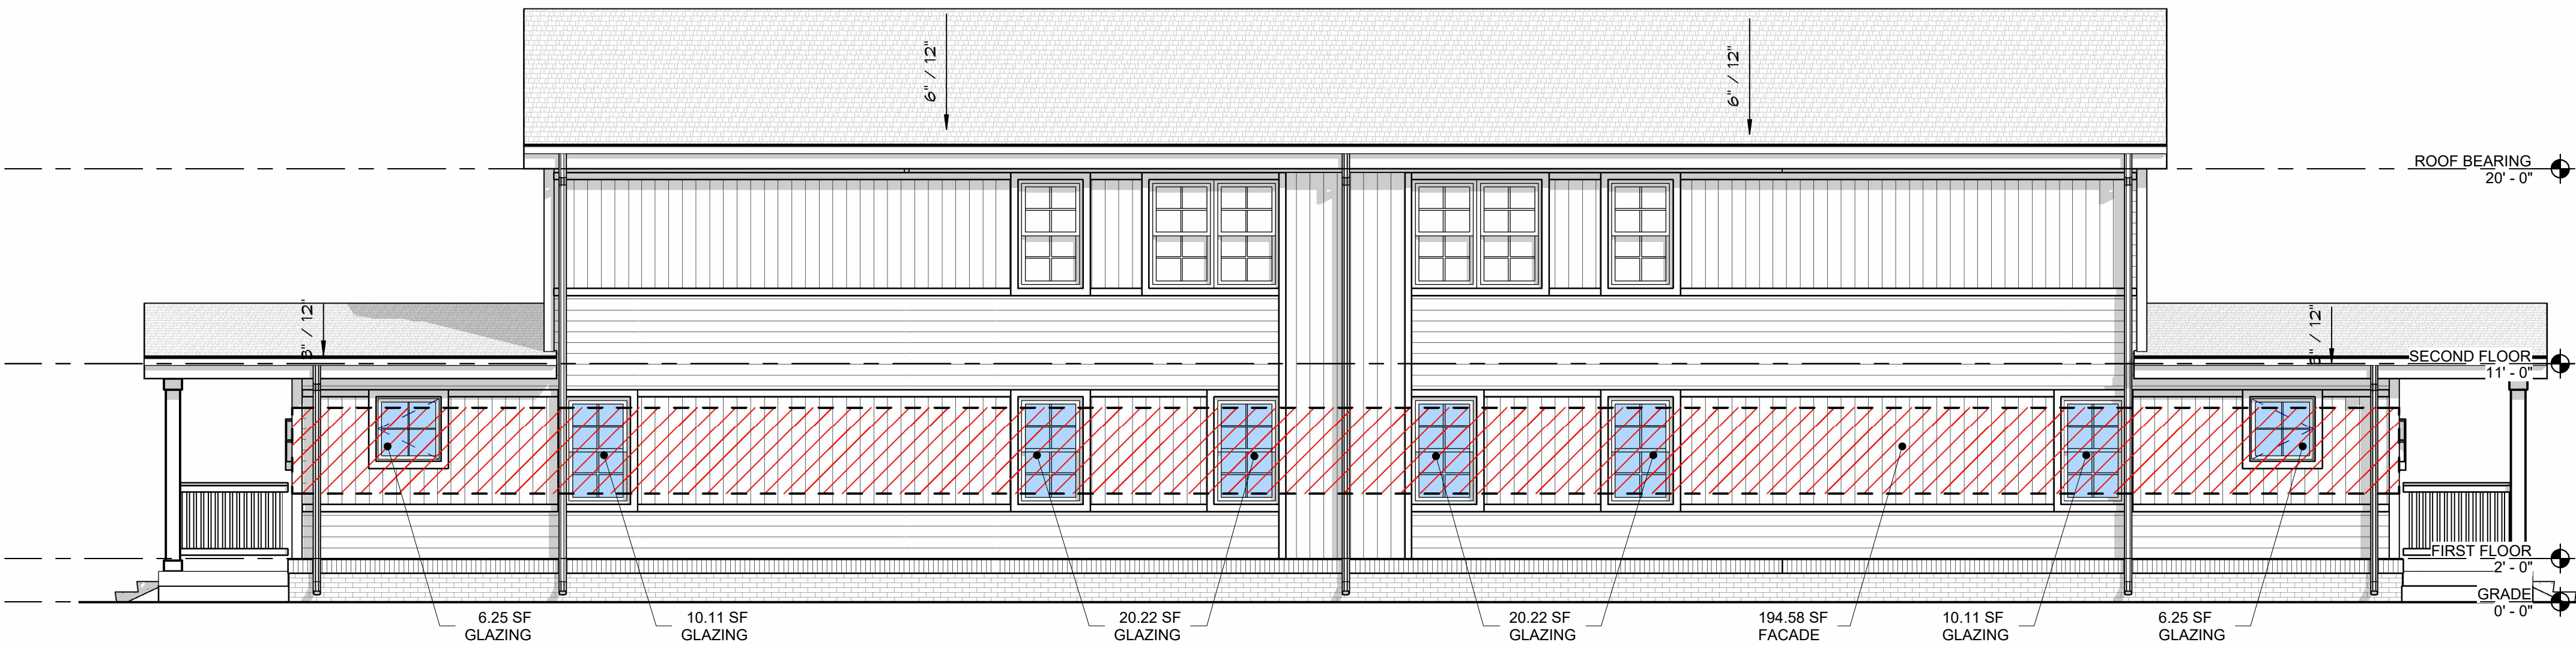 6" / 12"
6" / 12"
ROOF BEARING
20' - 0"
/ 12"
/ 12"
SECOND FLOOR
11' - 0"
FIRST FLOOR
2' - 0"
GRADE
0' - 0"
6.25 SF
GLAZING
10.11 SF
GLAZING
20.22 SF
GLAZING
20.22 SF
GLAZING
194.58 SF
FACADE
10.11 SF
GLAZING
6.25 SF
GLAZING